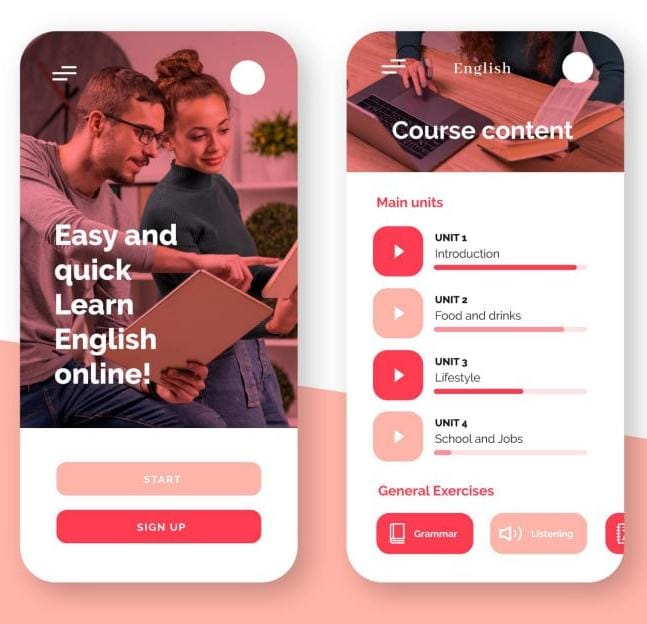 Easy and
quick
Learn
English
online!
START
SIGN UP
English
Course content
Main units
UNIT 1
Introduction
UNIT 2
Food and drinks
UNIT 3
Lifestyle
UNIT 4
School and Jobs
General Exercises
Grammar
Listening